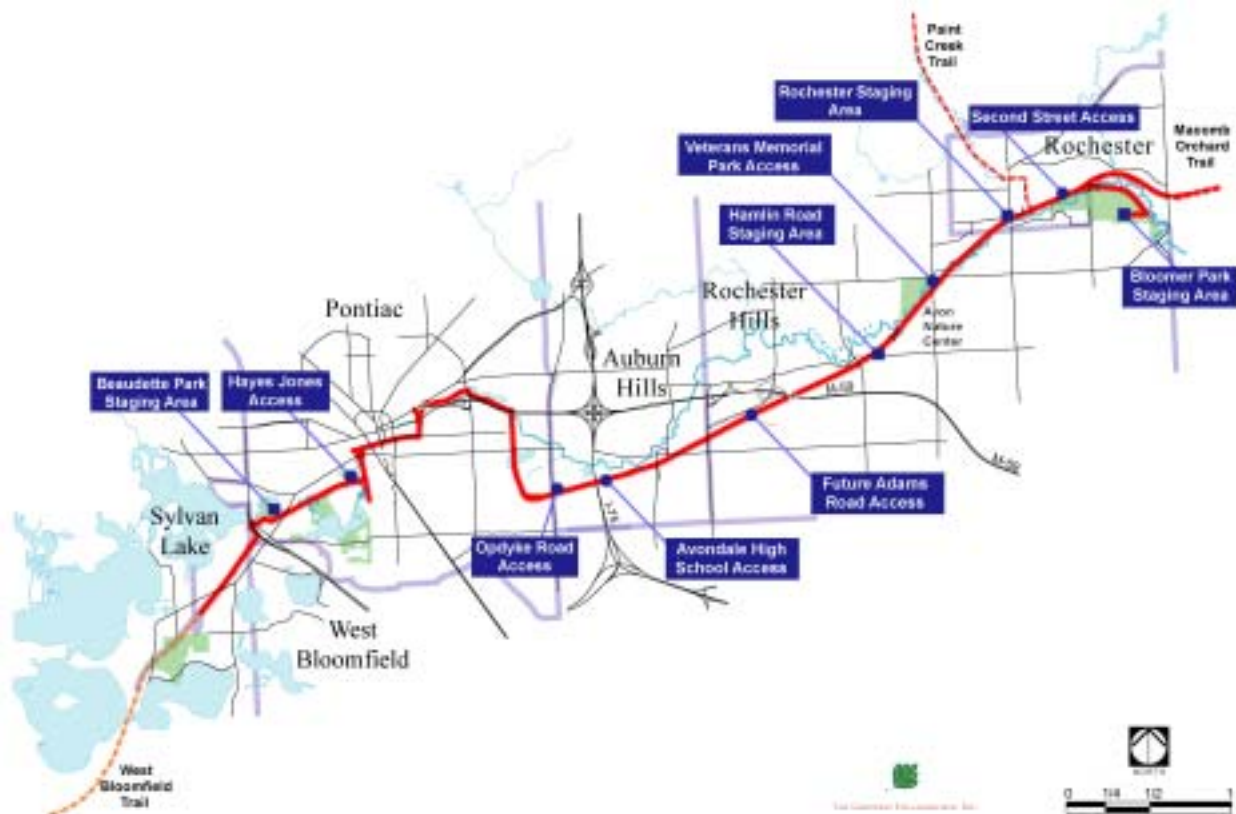 Paint
Creek
Trail
Rochester Staging
Area
Second Street Access
Rochester
Macomb
Orchard
Trail
Veterans Memorial
Park Access
Hamlin Road
Staging Area
Bloomer Park
Staging Area
Rochester
Hills
Avon
Nature
Center
Pontiac
Auburn
Hills
M-59
Beaudette Park
Staging Area
Hayes Jones
Access
M-59
Future Adams
Road Access
I-75
Sylvan
Lake
Opdyke Road
Access
Avondale High
School Access
West
Bloomfield
West
Bloomfield
Trail
NORTH
0 1/4 1/2 1